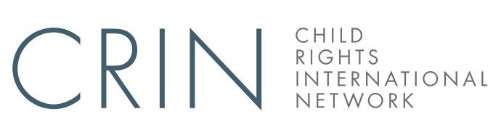 CRIN
CHILD
RIGHTS
INTERNATIONAL
NETWORK